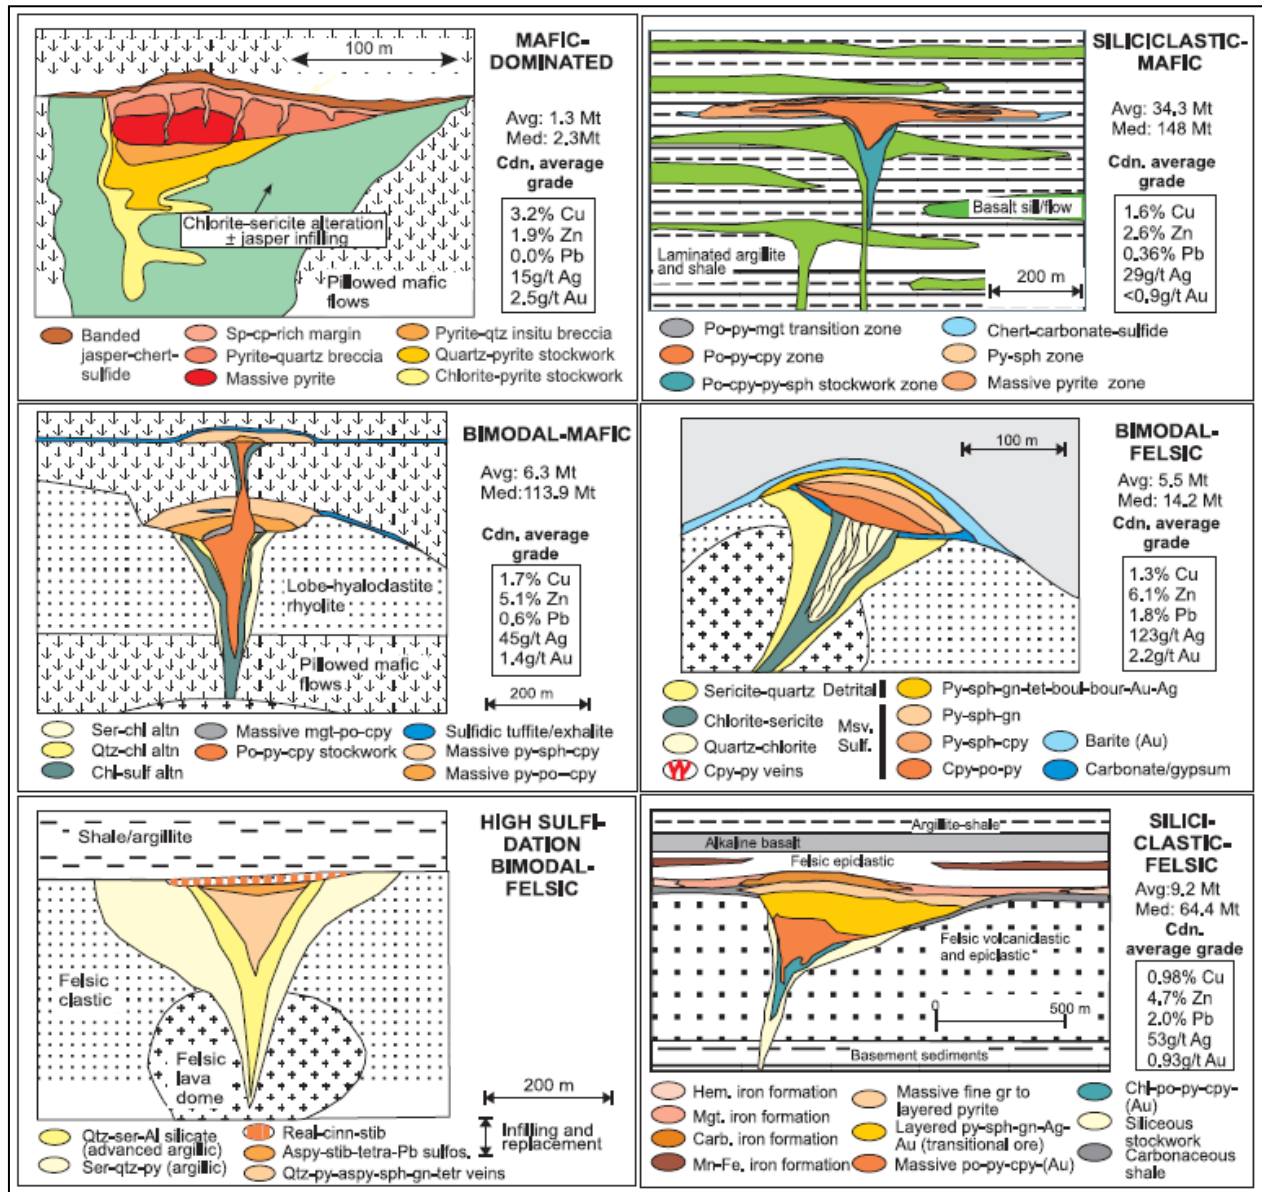 100 m
MAFIC-
DOMINATED
Avg: 1.3 Mt
Med: 2.3Mt
Cdn. average
grade
3.2% Cu
1.9% Zn
0.0% Pb
15g/t Ag
2.5g/t Au
Chlorite-sericite alteration
± jasper infilling
Pillowed mafic
flows
Banded
jasper-chert-
sulfide
Sp-cp-rich margin
Pyrite-quartz breccia
Massive pyrite
Pyrite-qtz insitu breccia
Quartz-pyrite stockwork
Chlorite-pyrite stockwork
SILICICLASTIC-
MAFIC
Avg: 34.3 Mt
Med: 148 Mt
Cdn. average
grade
1.6% Cu
2.6% Zn
0.36% Pb
29g/t Ag
<0.9g/t Au
Basalt sill/flow
Laminated argillite
and shale
200 m
Po-py-mgt transition zone
Po-py-cpy zone
Po-cpy-py-sph stockwork zone
Chert-carbonate-sulfide
Py-sph zone
Massive pyrite zone
BIMODAL-MAFIC
Avg: 6.3 Mt
Med:113.9 Mt
Cdn. average
grade
1.7% Cu
5.1% Zn
0.6% Pb
45g/t Ag
1.4g/t Au
Lobe-hyaloclastite
rhyolite
Pillowed mafic
flows
200 m
Ser-chl altn
Qtz-chl altn
Chl-sulf altn
Massive mgt-po-cpy
Po-py-cpy stockwork
Sulfidic tuffite/exhalite
Massive py-sph-cpy
Massive py-po-cpy
100 m
BIMODAL-
FELSIC
Avg: 5.5 Mt
Med: 14.2 Mt
Cdn. average
grade
1.3% Cu
6.1% Zn
1.8% Pb
123g/t Ag
2.2g/t Au
Sericite-quartz
Chlorite-sericite
Quartz-chlorite
Cpy-py veins
Detrital
Msv.
Sulf.
Py-sph-gn-tet-boul-bour-Au-Ag
Py-sph-gn
Py-sph-cpy
Cpy-po-py
Barite (Au)
Carbonate/gypsum
Shale/argillite
HIGH SULFI-
DATION
BIMODAL-
FELSIC
Felsic
clastic
Felsic
lava
dome
200 m
Infilling and
replacement
Qtz-ser-Al silicate
(advanced argillic)
Ser-qtz-py (argillic)
Real-cinn-stib
Aspy-stib-tetra-Pb sulfos.
Qtz-py-aspy-sph-gn-tetr veins
Argillite-shale
Alkaline basalt
Felsic epiclastic
SILICI-
CLASTIC-
FELSIC
Avg:9.2 Mt
Med: 64.4 Mt
Cdn.
average grade
0.98% Cu
4.7% Zn
2.0% Pb
53g/t Ag
0.93g/t Au
Felsic volcaniclastic
and epiclastic
0
500 m
Basement sediments
Hem. iron formation
Mgt. iron formation
Carb. iron formation
Mn-Fe. iron formation
Massive fine gr to
layered pyrite
Layered py-sph-gn-Ag-
Au (transitional ore)
Massive po-py-cpy-(Au)
Chl-po-py-cpy-
(Au)
Siliceous
stockwork
Carbonaceous
shale